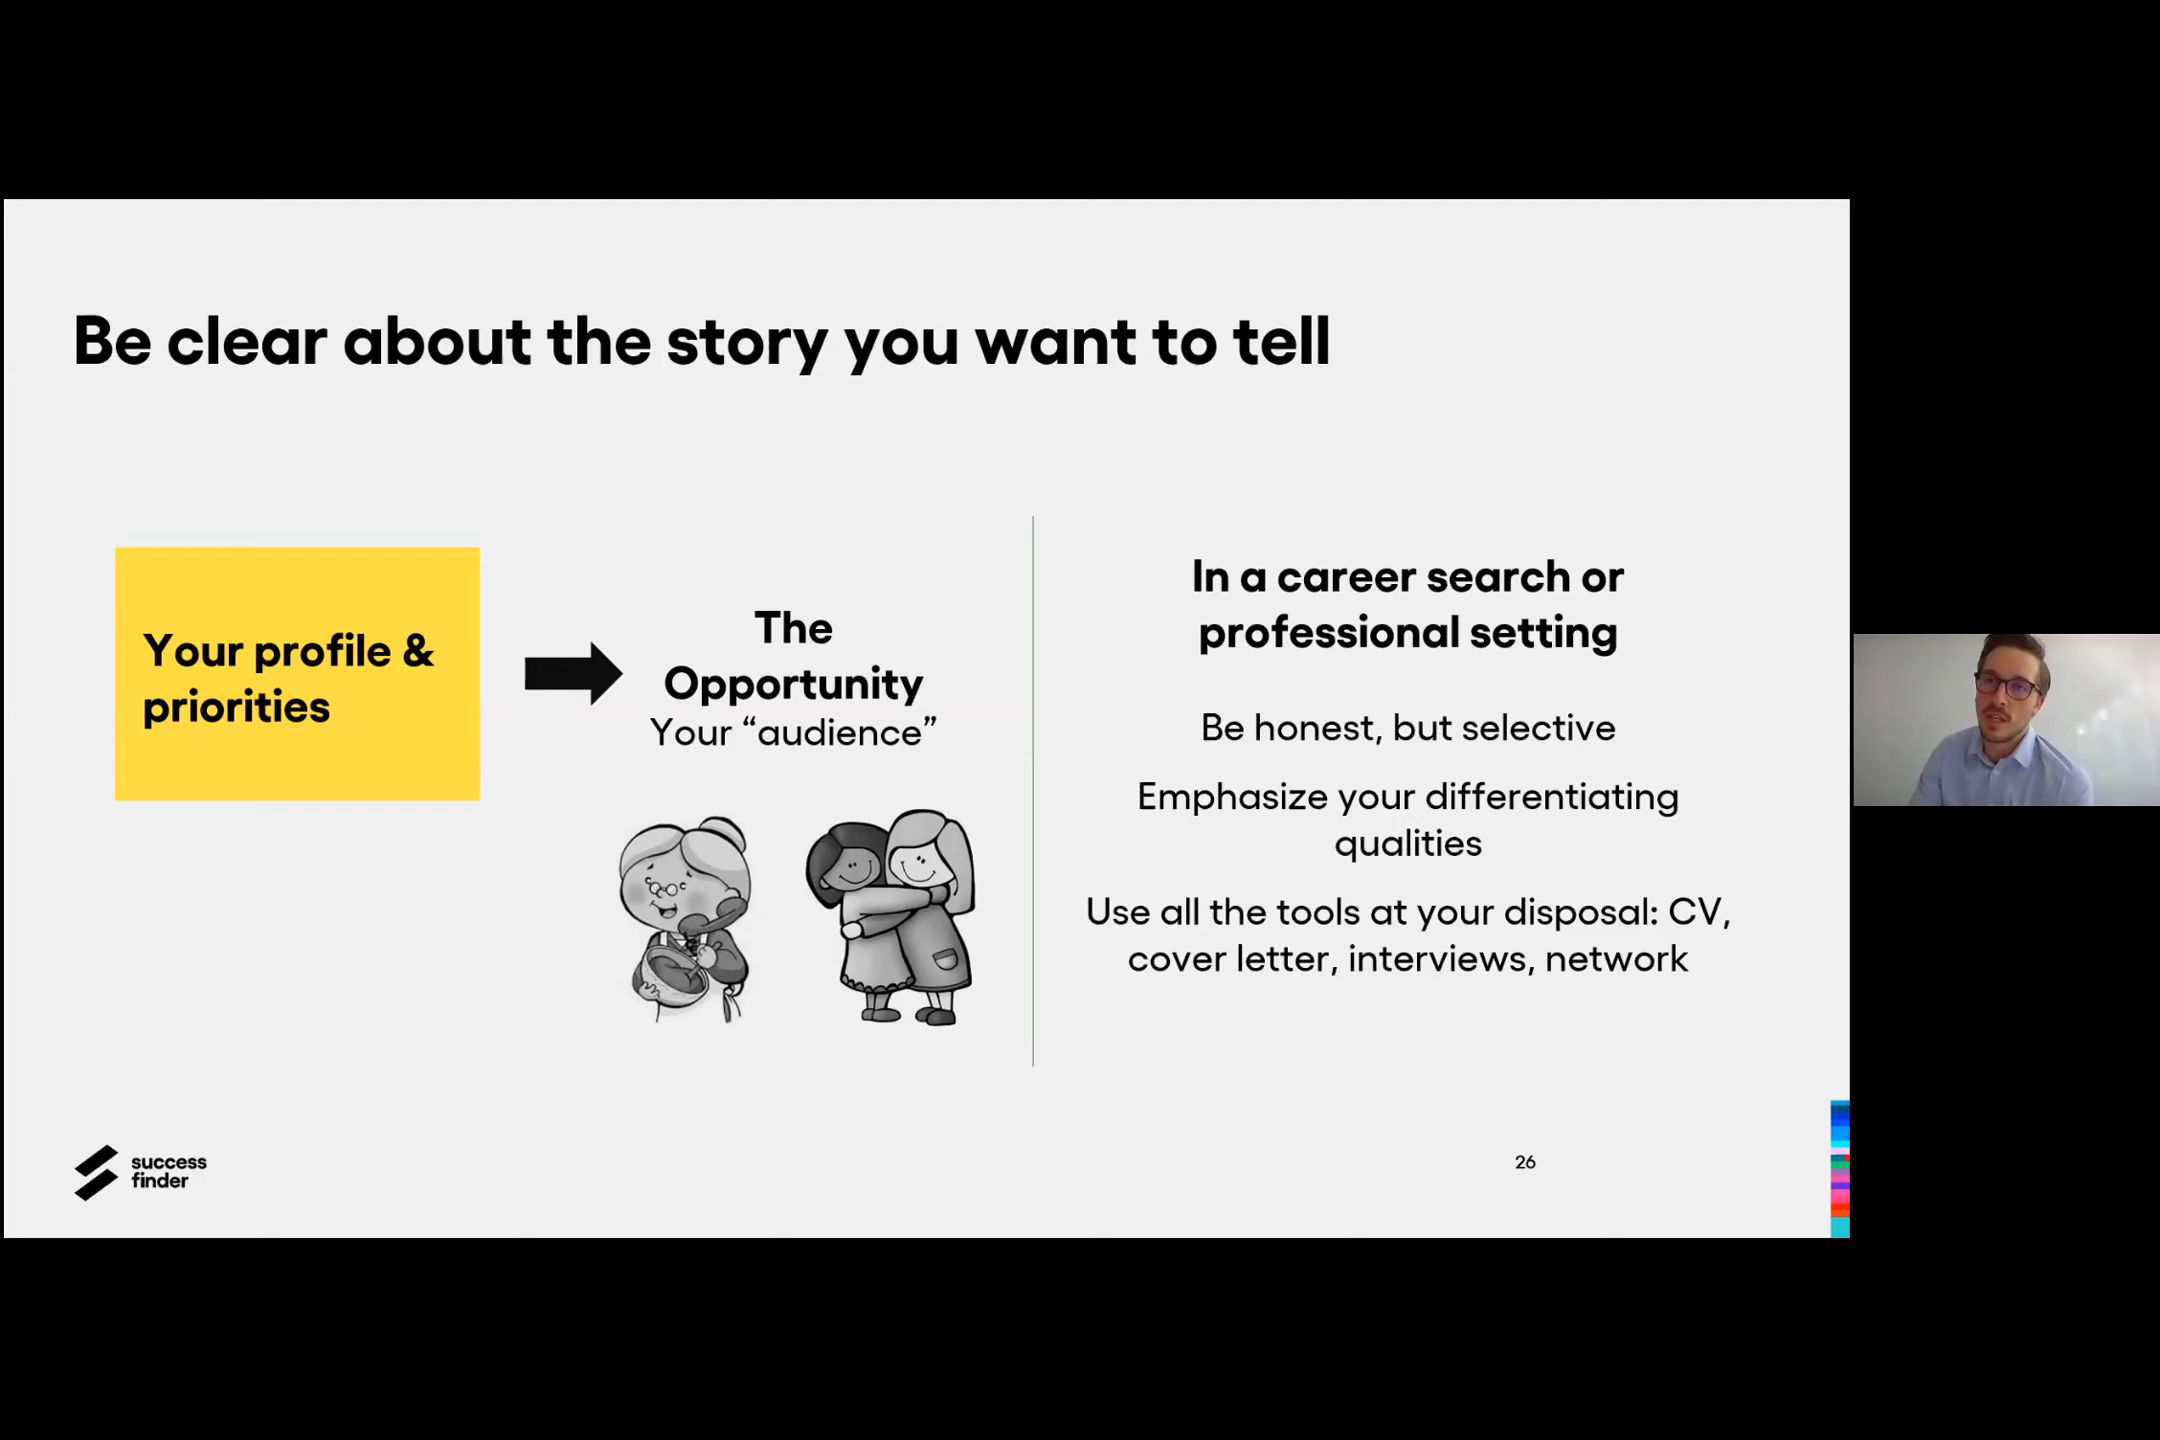 Be clear about the story you want to tell
Your profile &
priorities
The
Opportunity
Your “audience”
In a career search or
professional setting
Be honest, but selective
Emphasize your differentiating
qualities
Use all the tools at your disposal: CV,
cover letter, interviews, network
success
finder
26